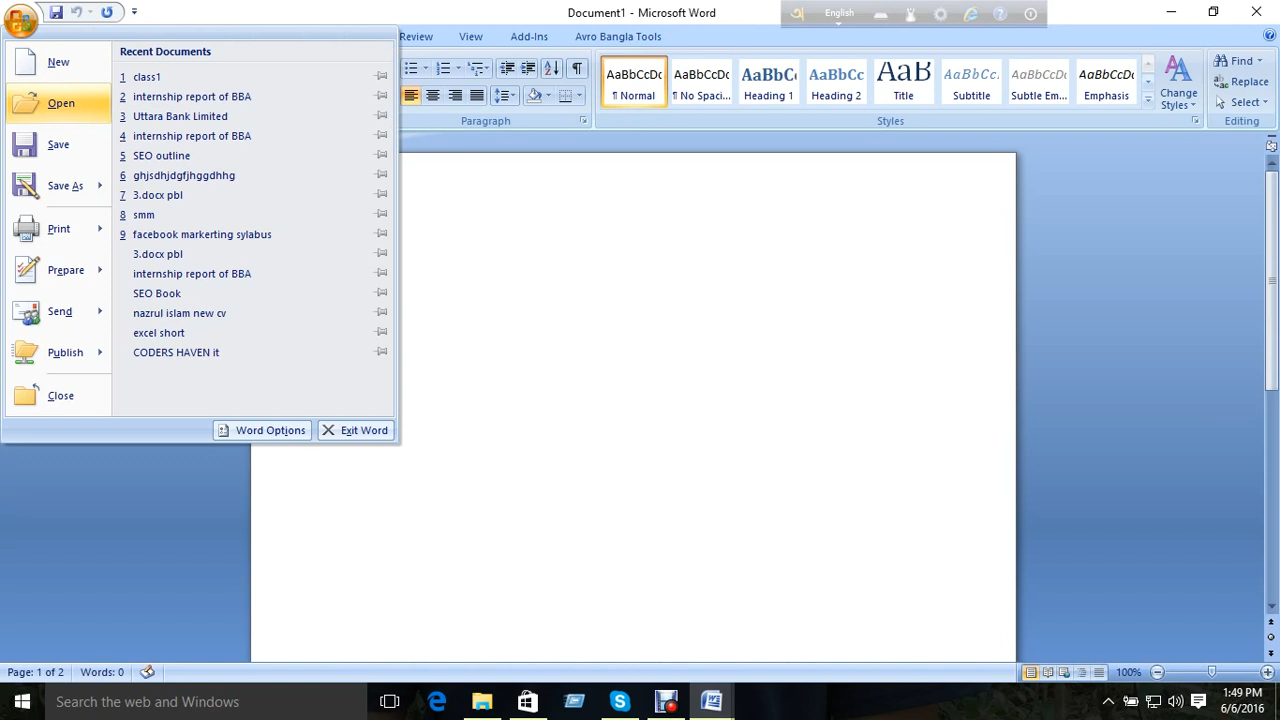 Document1 - Microsoft Word
English
Review View Add-Ins Avro Bangla Tools
New
Open
Save
Save As
Print
Prepare
Send
Publish
Close
Recent Documents
1 class1
2 internship report of BBA
3 Uttara Bank Limited
4 internship report of BBA
5 SEO outline
6 ghjsdhjdgfjhggdhhg
7 3.docx pbl
8 smm
9 facebook markerting sylabus
3.docx pbl
internship report of BBA
SEO Book
nazrul islam new cv
excel short
CODERS HAVEN it
Word Options Exit Word
Paragraph
AaBbCcDc AaBbCcDc AaBbCc AaBbCc AaB AaBbCc. AaBbCcDc AaBbCcDc
¶ Normal ¶ No Spaci... Heading 1 Heading 2 Title Subtitle Subtle Em... Emphasis
Change
Styles
Styles
Find
Replace
Select
Editing
Page: 1 of 2 Words: 0
100%
Search the web and Windows
1:49 PM
6/6/2016